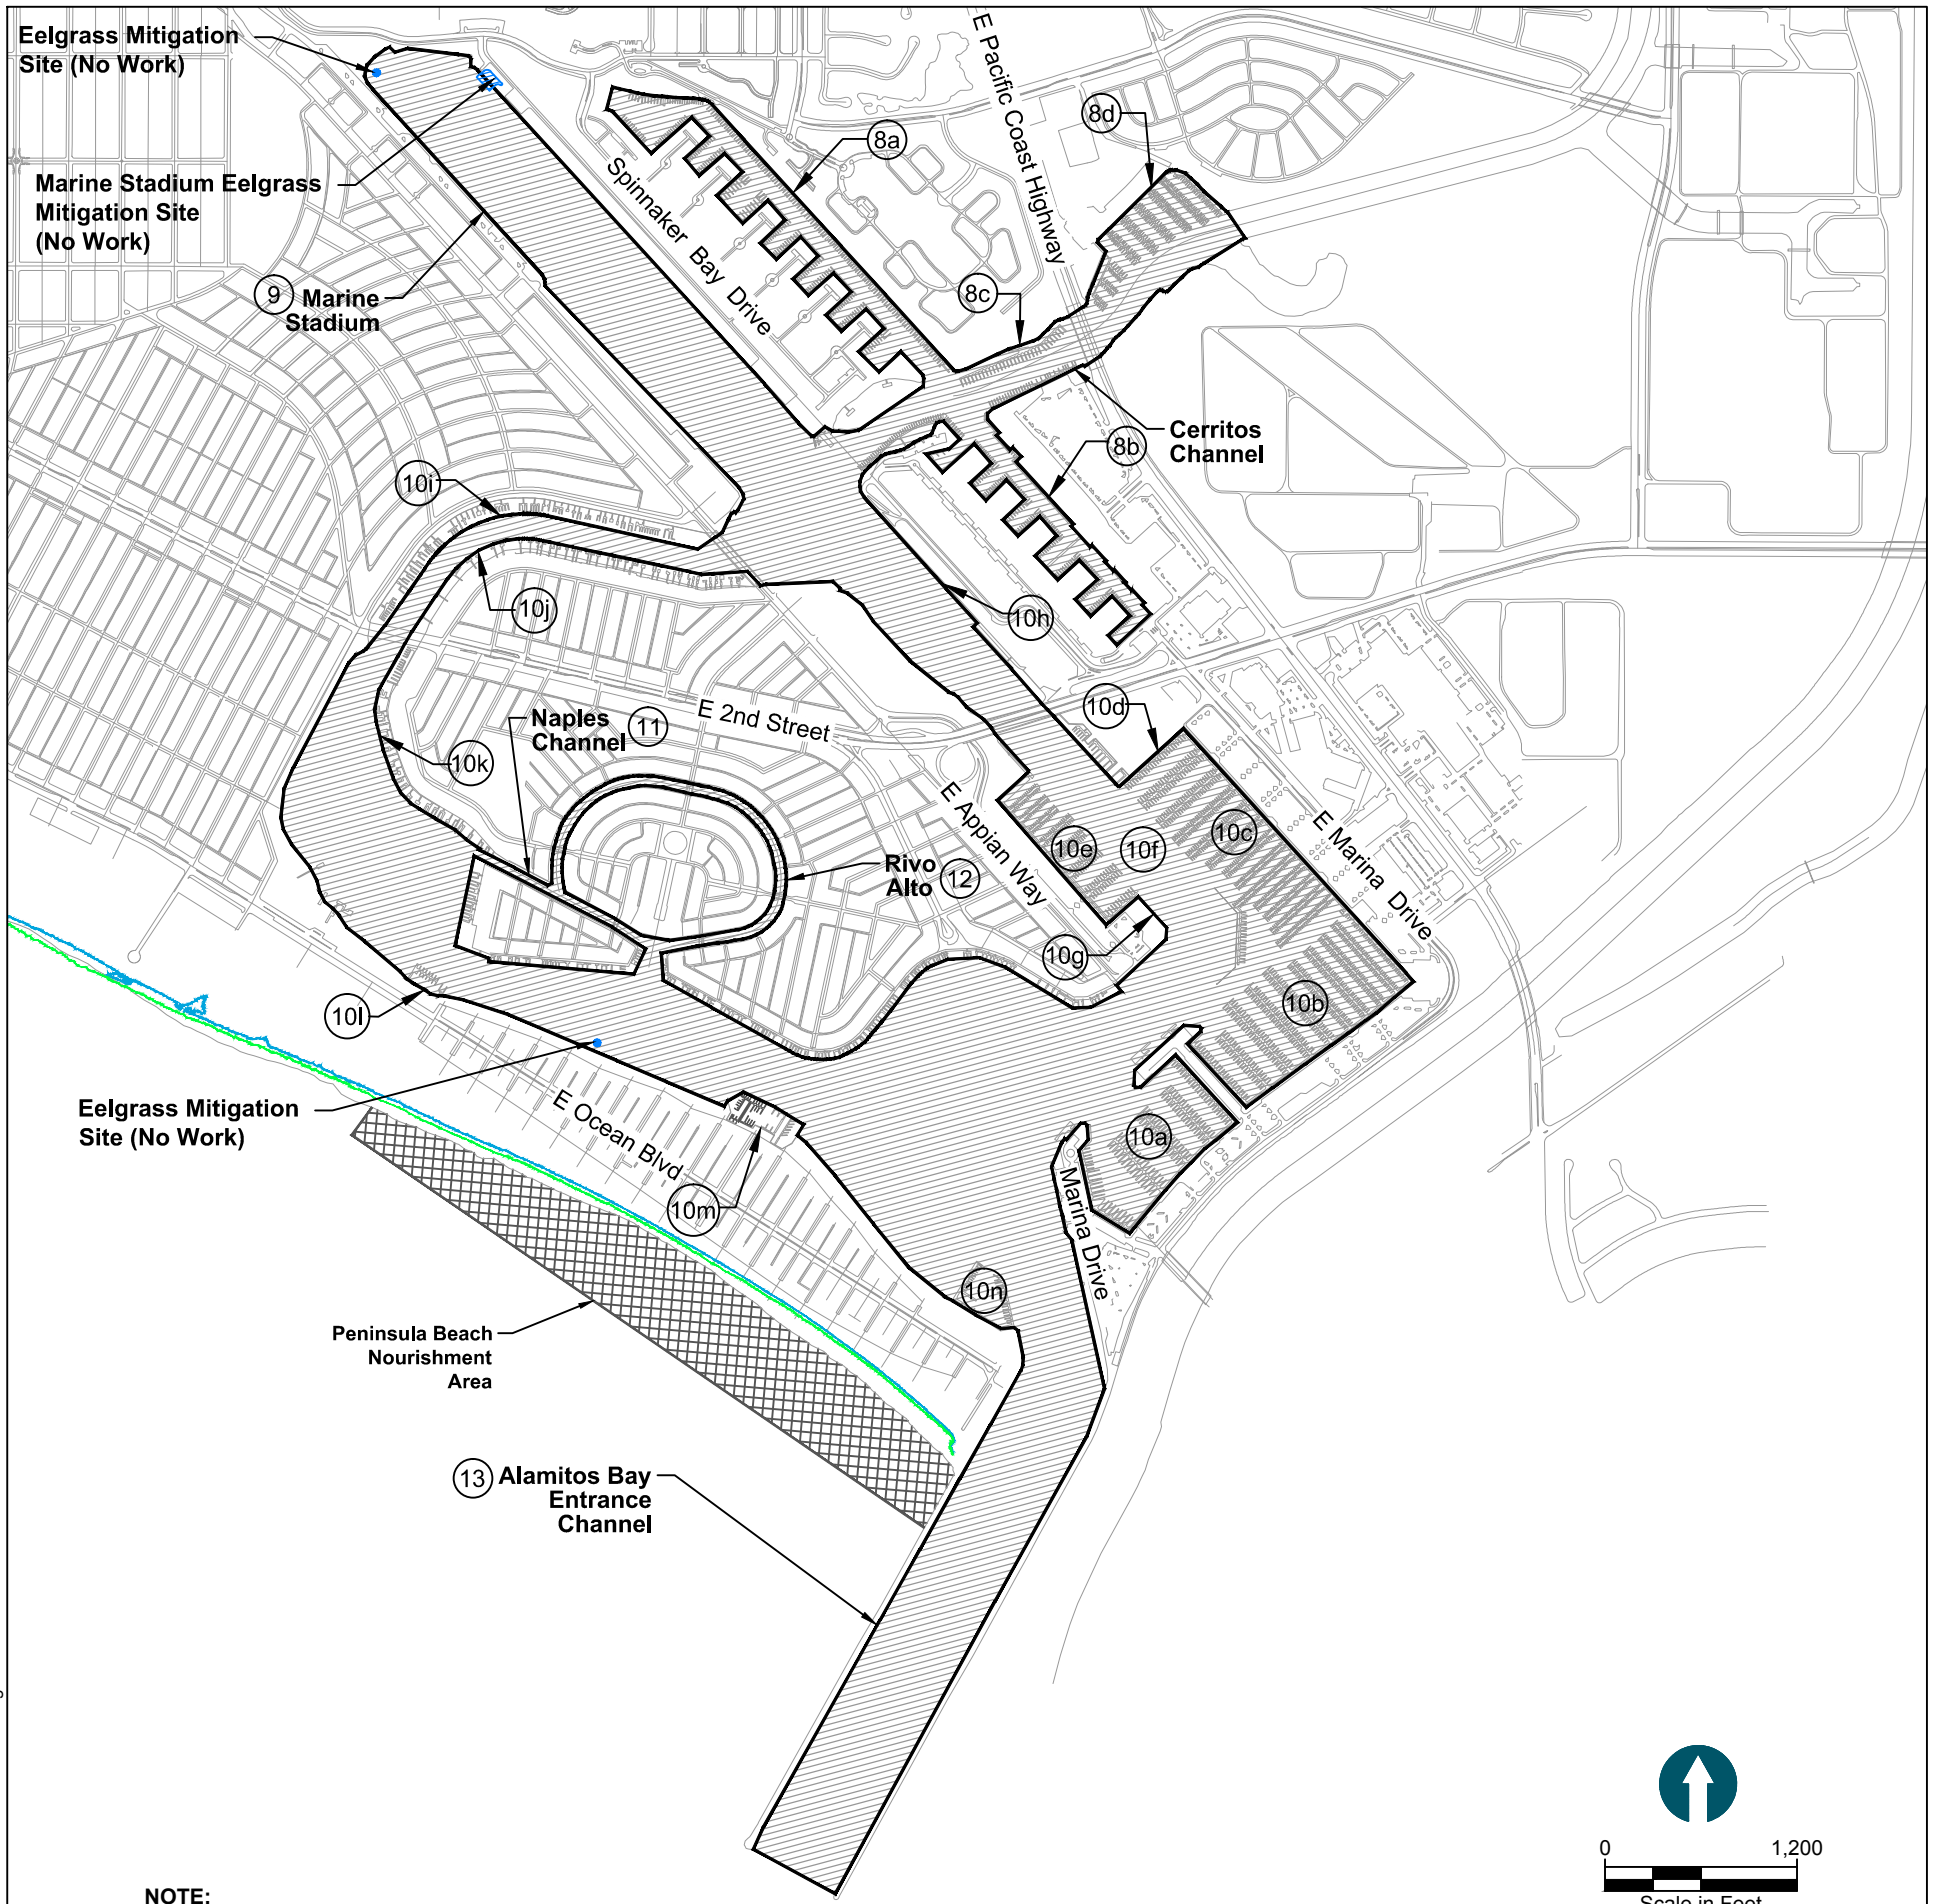 Eelgrass Mitigation
Site (No Work)
E Pacific Coast Highway
8d
8a
Marine Stadium Eelgrass
Mitigation Site
(No Work)
Spinnaker Bay Drive
9 Marine
Stadium
8c
Cerritos
Channel
8b
10i
10j
10h
10d
Naples
Channel 11
E 2nd Street
10k
E Appian Way
10e
10f
10c
E Marina Drive
Rivo
Alto 12
10g
10b
10l
Eelgrass Mitigation
Site (No Work)
E Ocean Blvd
10a
10m
Marina Drive
10n
Peninsula Beach
Nourishment
Area
13 Alamitos Bay
Entrance
Channel
0 1,200
Scale in Feet
NOTE: